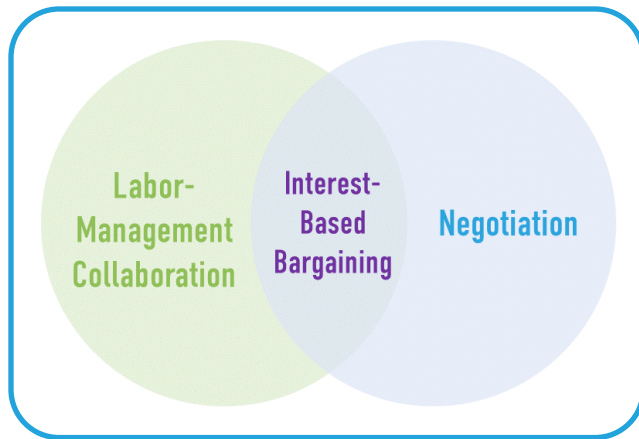 Labor-
Management
Collaboration
Interest-
Based
Bargaining
Negotiation